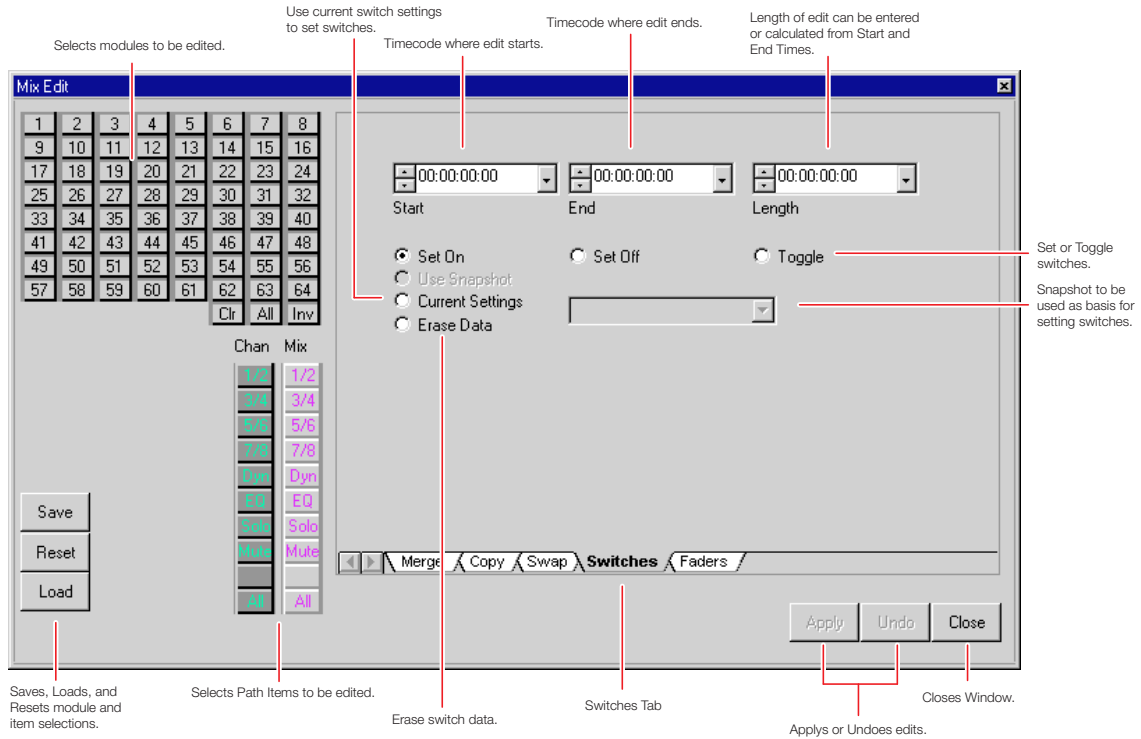 Use current switch settings
to set switches.
Timecode where edit ends.
Length of edit can be entered
or calculated from Start and
End Times.
Selects modules to be edited.
Timecode where edit starts.
Mix Edit
1 2 3 4 5 6 7 8
9 10 11 12 13 14 15 16
17 18 19 20 21 22 23 24
25 26 27 28 29 30 31 32
33 34 35 36 37 38 39 40
41 42 43 44 45 46 47 48
49 50 51 52 53 54 55 56
57 58 59 60 61 62 63 64
Clr All Inv
00:00:00:00 00:00:00:00 00:00:00:00
Start End Length
Set On Set Off Toggle
Use Snapshot
Current Settings
Erase Data
Set or Toggle
switches.
Snapshot to be
used as basis for
setting switches.
Chan Mix
1/2 1/2
3/4 3/4
5/6 5/6
7/8 7/8
Dyn Dyn
EQ EQ
Solo Solo
Mute Mute
All All
Save
Reset
Load
Merge Copy Swap Switches Faders
Apply Undo Close
Saves, Loads, and
Resets module and
item selections.
Selects Path Items to be edited.
Erase switch data.
Switches Tab
Closes Window.
Applys or Undoes edits.